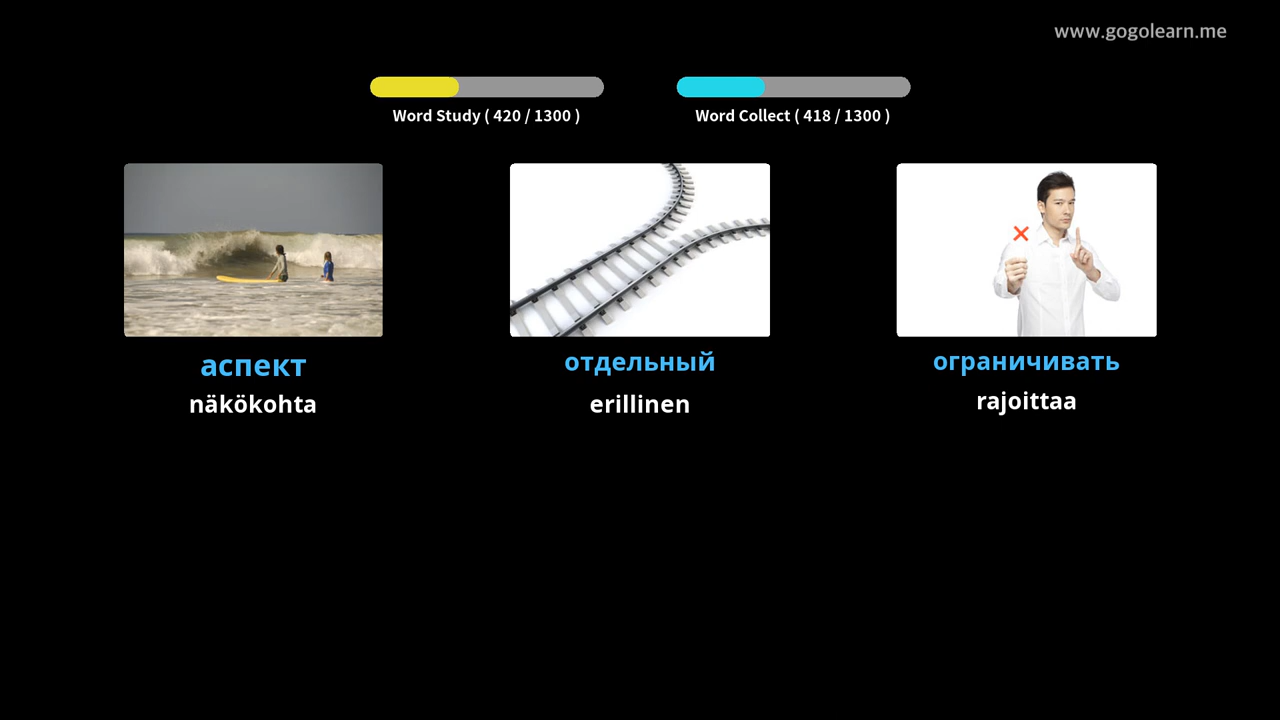 www.gogolearn.me
Word Study ( 420 / 1300 )
Word Collect ( 418 / 1300 )
аспект
отдельный
ограничивать
näkökohta
erillinen
rajoittaa